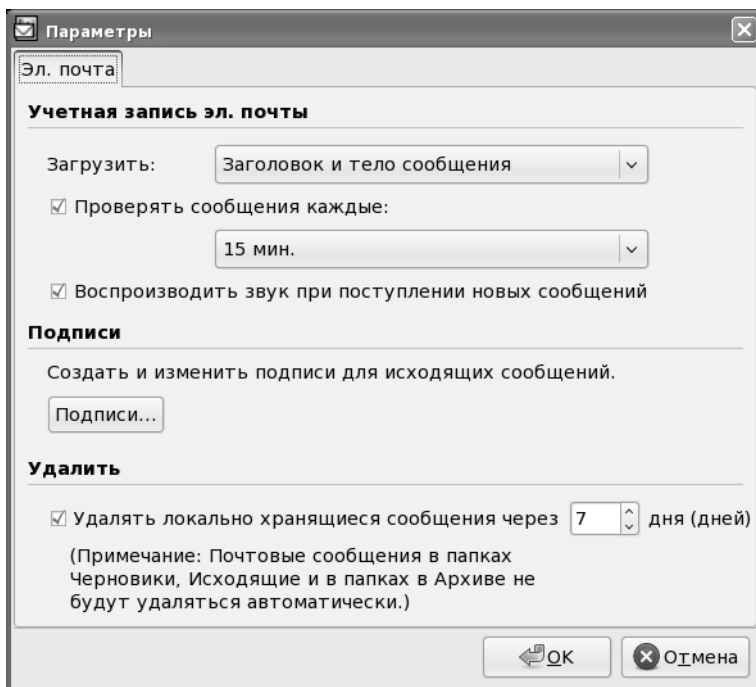 Параметры
Эл. почта
Учетная запись эл. почты
Загрузить: Заголовок и тело сообщения
Проверять сообщения каждые:
15 мин.
Воспроизводить звук при поступлении новых сообщений
Подписи
Создать и изменить подписи для исходящих сообщений.
Подписи...
Удалить
Удалять локально хранящиеся сообщения через 7 дня (дней)
(Примечание: Почтовые сообщения в папках
Черновики, Исходящие и в папках в Архиве не
будут удаляться автоматически.)
OK Отмена